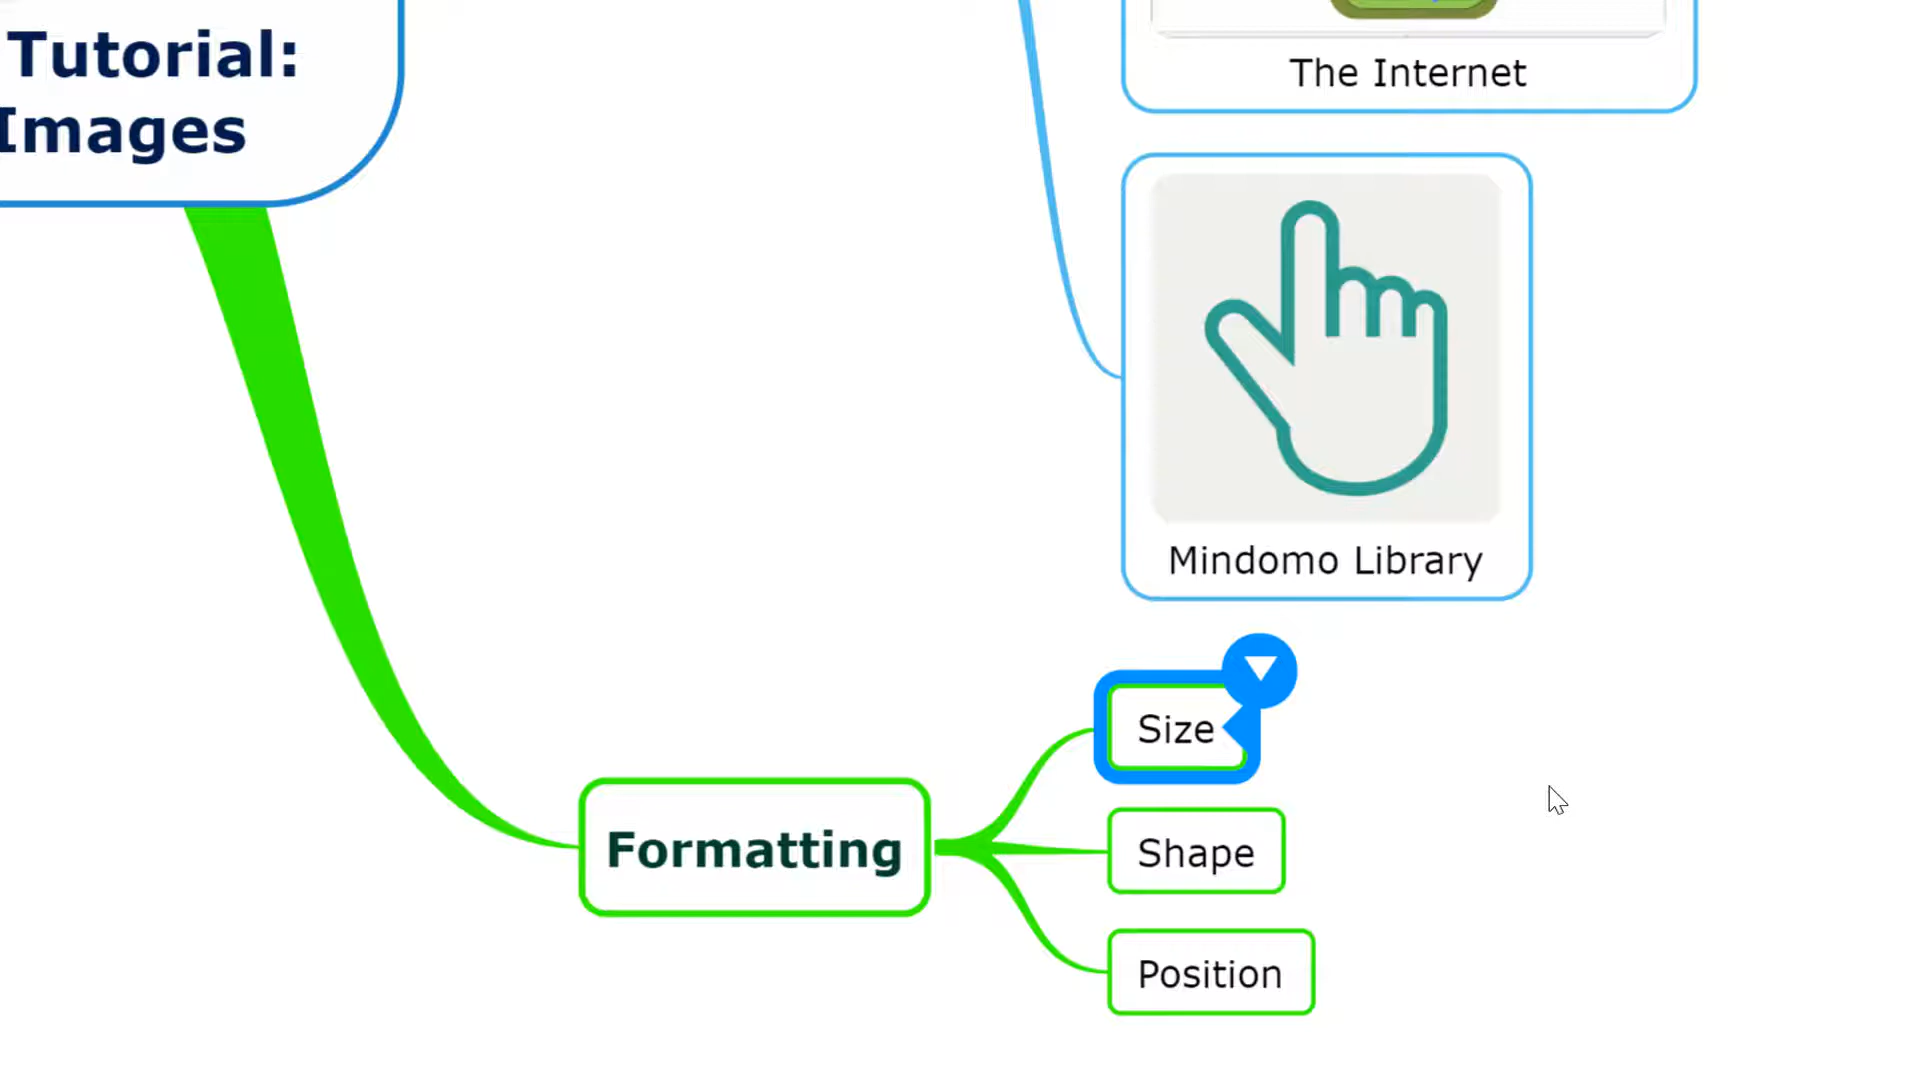 Tutorial:
Images
The Internet
Mindomo Library
Size
Formatting
Shape
Position